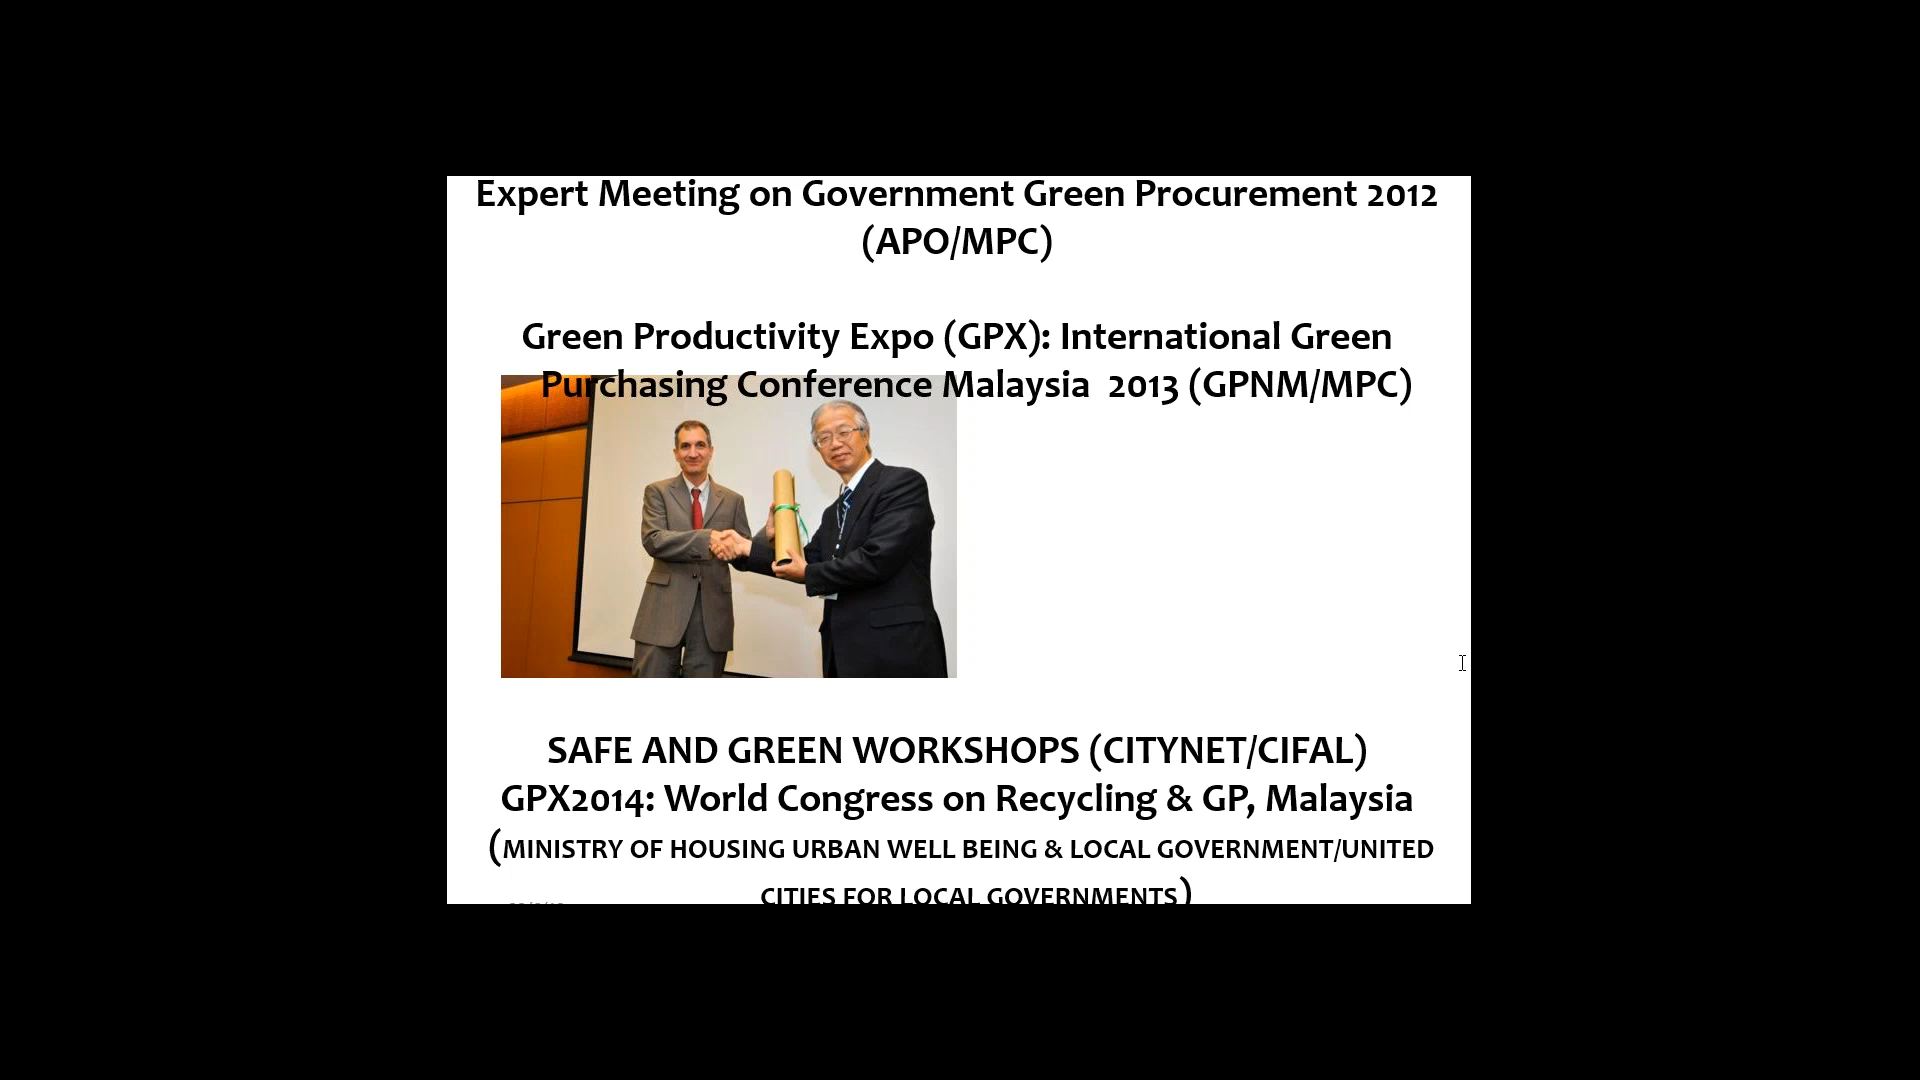 Expert Meeting on Government Green Procurement 2012
(APO/MPC)
Green Productivity Expo (GPX): International Green
Purchasing Conference Malaysia 2013 (GPNM/MPC)
SAFE AND GREEN WORKSHOPS (CITYNET/CIFAL)
GPX2014: World Congress on Recycling & GP, Malaysia
(MINISTRY OF HOUSING URBAN WELL BEING & LOCAL GOVERNMENT/UNITED
CITIES FOR LOCAL GOVERNMENTS)